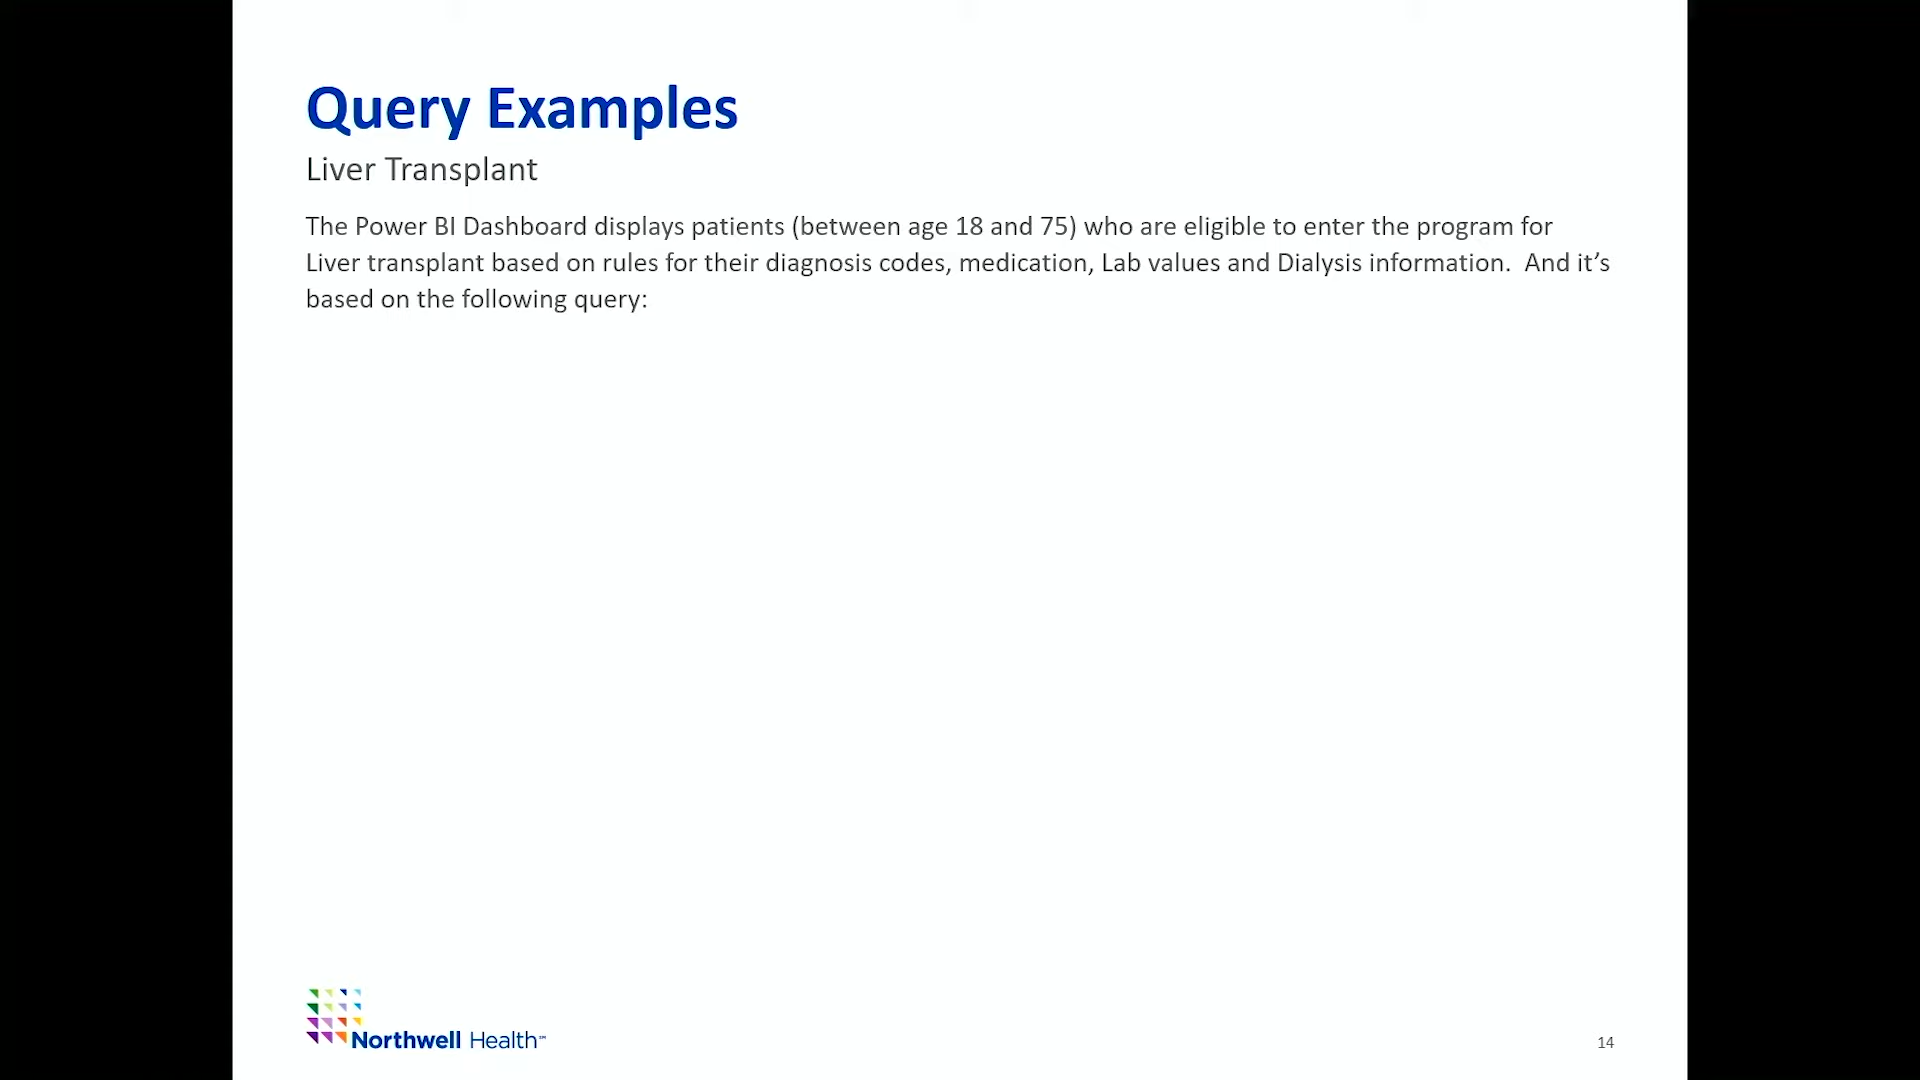 Query Examples
Liver Transplant
The Power BI Dashboard displays patients (between age 18 and 75) who are eligible to enter the program for
Liver transplant based on rules for their diagnosis codes, medication, Lab values and Dialysis information.  And it’s
based on the following query:
Northwell Health℠
14